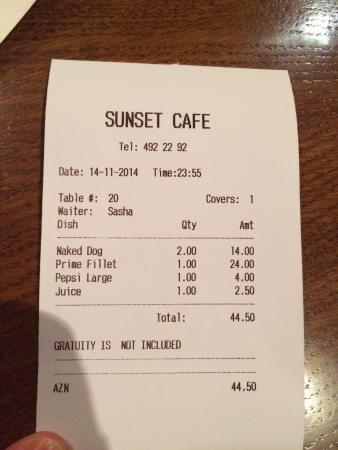 SUNSET CAFE
Tel: 492 22 92
Date: 14-11-2014 Time:23:55
Table #: 20 Covers: 1
Waiter: Sasha
Dish Qty Amt
Naked Dog 2.00 14.00
Prime Fillet 1.00 24.00
Pepsi Large 1.00 4.00
Juice 1.00 2.50
Total: 44.50
GRATUITY IS NOT INCLUDED
AZN 44.50